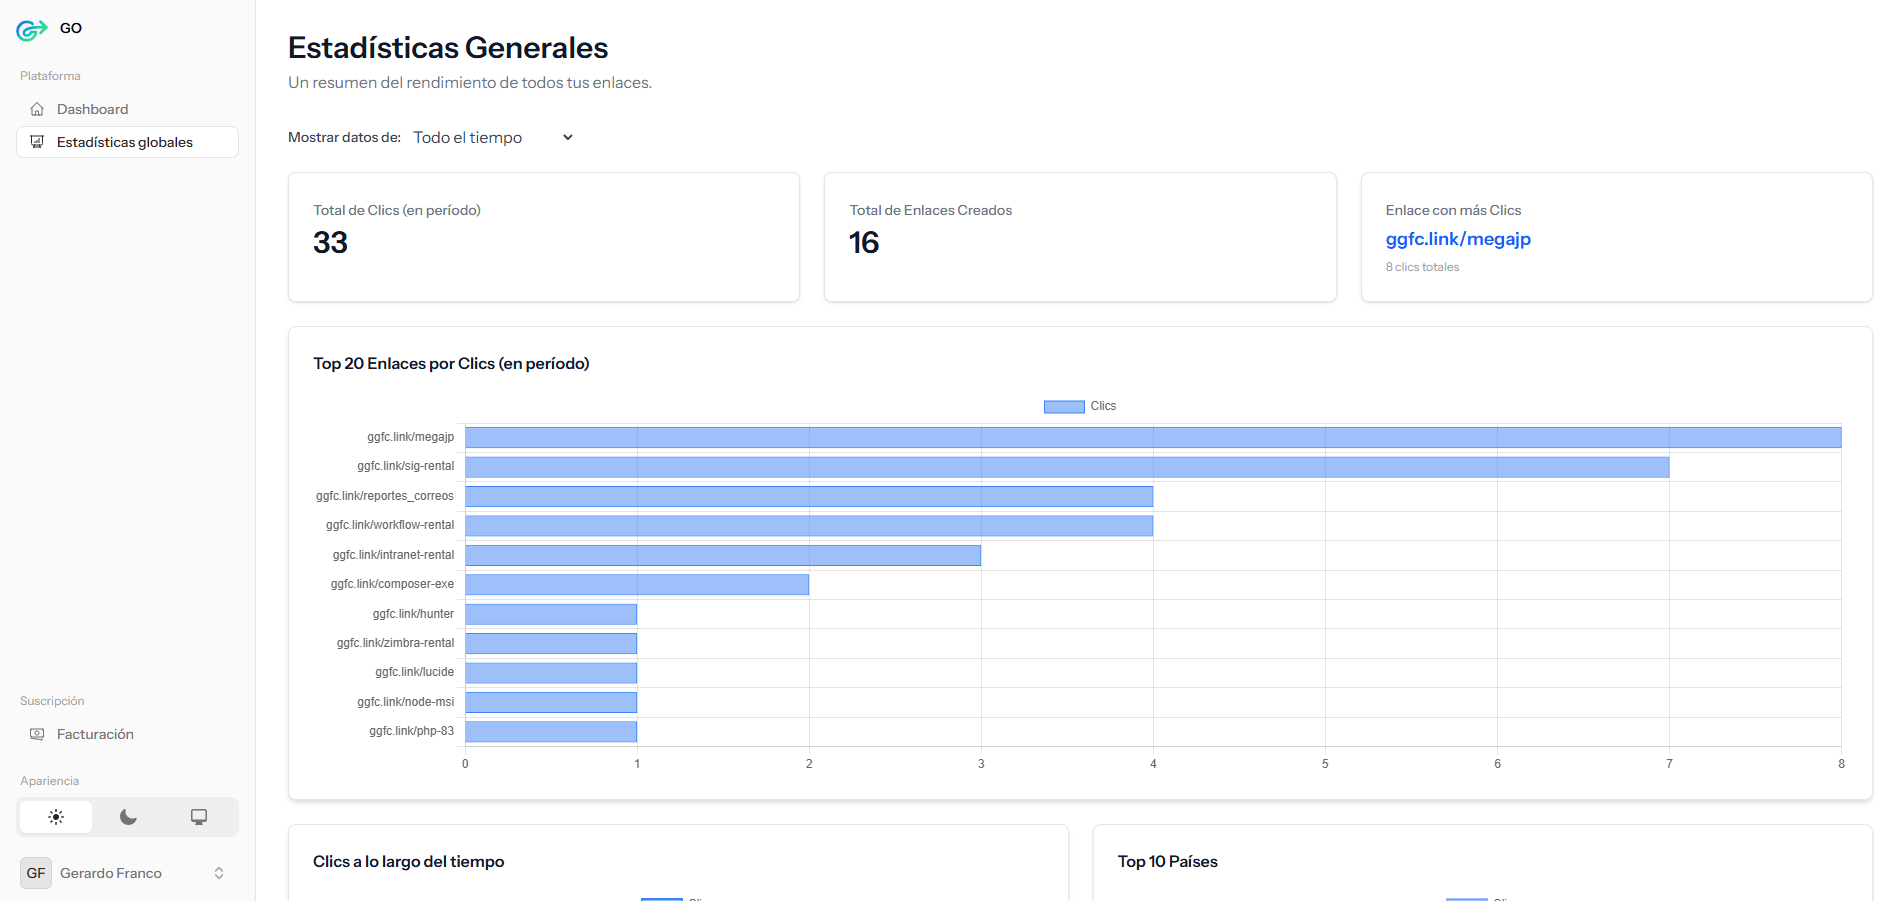 GO
Plataforma
Dashboard
Estadísticas globales
Suscripción
Facturación
Apariencia
GF Gerardo Franco
Estadísticas Generales
Un resumen del rendimiento de todos tus enlaces.
Mostrar datos de: Todo el tiempo
Total de Clics (en período)
33
Total de Enlaces Creados
16
Enlace con más Clics
ggfc.link/megajp
8 clics totales
Top 20 Enlaces por Clics (en período)
Clics
ggfc.link/megajp
ggfc.link/sig-rental
ggfc.link/reportes_correos
ggfc.link/workflow-rental
ggfc.link/intranet-rental
ggfc.link/composer-exe
ggfc.link/hunter
ggfc.link/zimbra-rental
ggfc.link/lucide
ggfc.link/node-msi
ggfc.link/php-83
0 1 2 3 4 5 6 7 8
Clics a lo largo del tiempo
Top 10 Países